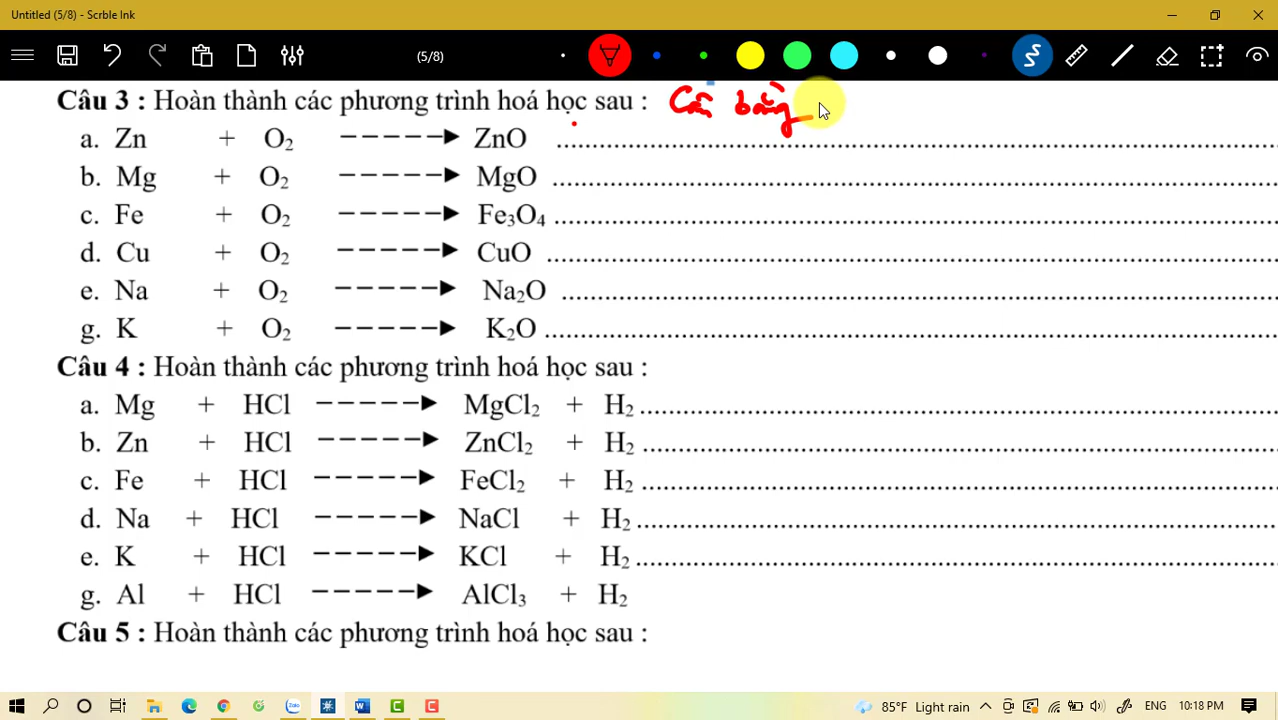 Untitled (5/8) - Scrble Ink
(5/8)
Câu 3 : Hoàn thành các phương trình hoá học sau : Cân bằng
a. Zn + O₂ -----> ZnO ........................................
b. Mg + O₂ -----> MgO ........................................
c. Fe + O₂ -----> Fe₃O₄ ........................................
d. Cu + O₂ -----> CuO ........................................
e. Na + O₂ -----> Na₂O ........................................
g. K + O₂ -----> K₂O ........................................
Câu 4 : Hoàn thành các phương trình hoá học sau :
a. Mg + HCl -----> MgCl₂ + H₂ ........................................
b. Zn + HCl -----> ZnCl₂ + H₂ ........................................
c. Fe + HCl -----> FeCl₂ + H₂ ........................................
d. Na + HCl -----> NaCl + H₂ ........................................
e. K + HCl -----> KCl + H₂ ........................................
g. Al + HCl -----> AlCl₃ + H₂
Câu 5 : Hoàn thành các phương trình hoá học sau :
85°F Light rain 10:18 PM